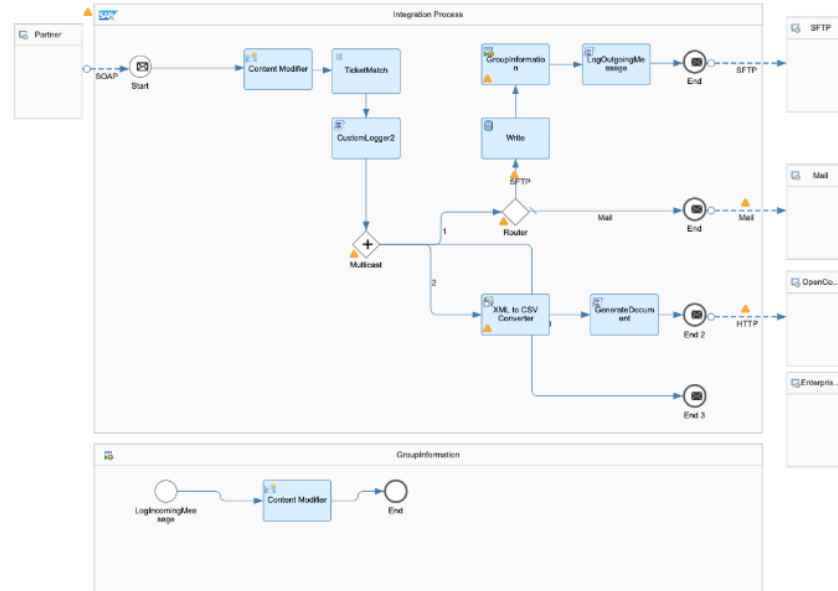 SAP
Integration Process
Partner
SOAP
Start
Content Modifier
TicketMatch
CustomLogger2
Multicast
1
2
GroupInformatio
n
LogOutgoingMe
ssage
End
SFTP
SFTP
Write
SFTP
Router
Mail
End
Mail
Mail
XML to CSV
Converter
GenerateDocum
ent
End 2
HTTP
OpenCo...
Enterpris...
End 3
GroupInformation
LogIncomingMes
sage
Content Modifier
End